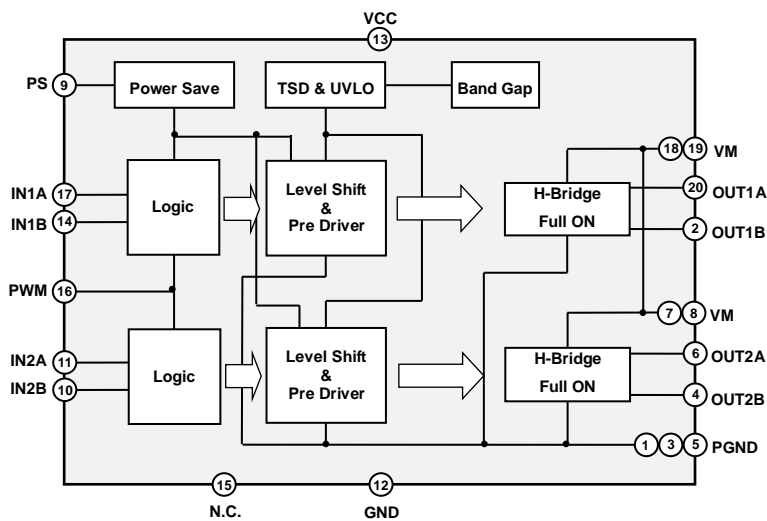 VCC
13
PS
9
Power Save
TSD & UVLO
Band Gap
18
19
VM
IN1A
17
Logic
Level Shift
&
Pre Driver
H-Bridge
Full ON
20
OUT1A
IN1B
14
2
OUT1B
PWM
16
7
8
VM
IN2A
11
Logic
Level Shift
&
Pre Driver
H-Bridge
Full ON
6
OUT2A
IN2B
10
4
OUT2B
1
3
5
PGND
15
N.C.
12
GND